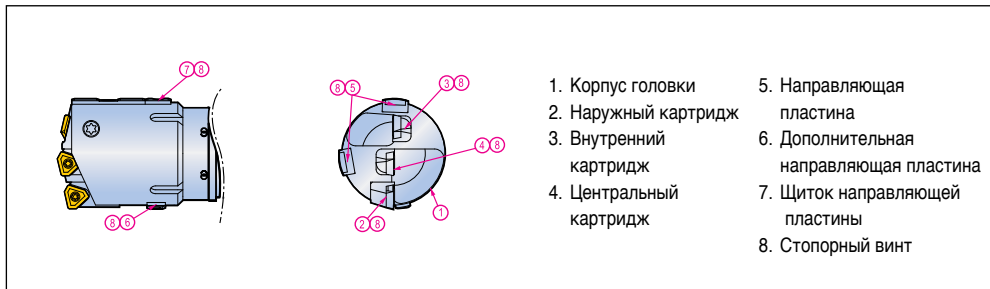 7 8
8 6
8 5
3 8
4 8
1
2 8
1. Корпус головки
2. Наружный картридж
3. Внутренний
картридж
4. Центральный
картридж
5. Направляющая
пластина
6. Дополнительная
направляющая пластина
7. Щиток направляющей
пластины
8. Стопорный винт